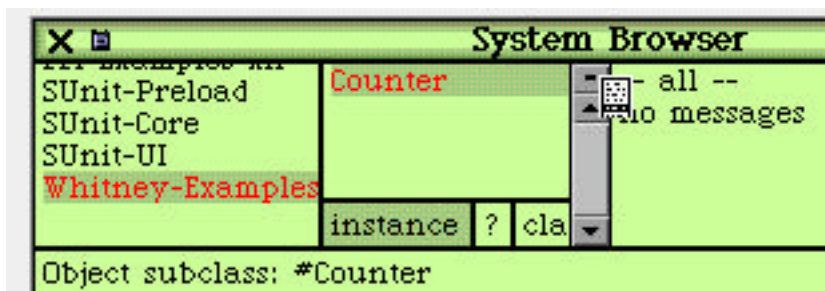 System Browser
SUnit-Preload
SUnit-Core
SUnit-UI
Whitney-Examples
Counter
instance ? cla
-- all --
no messages
Object subclass: #Counter